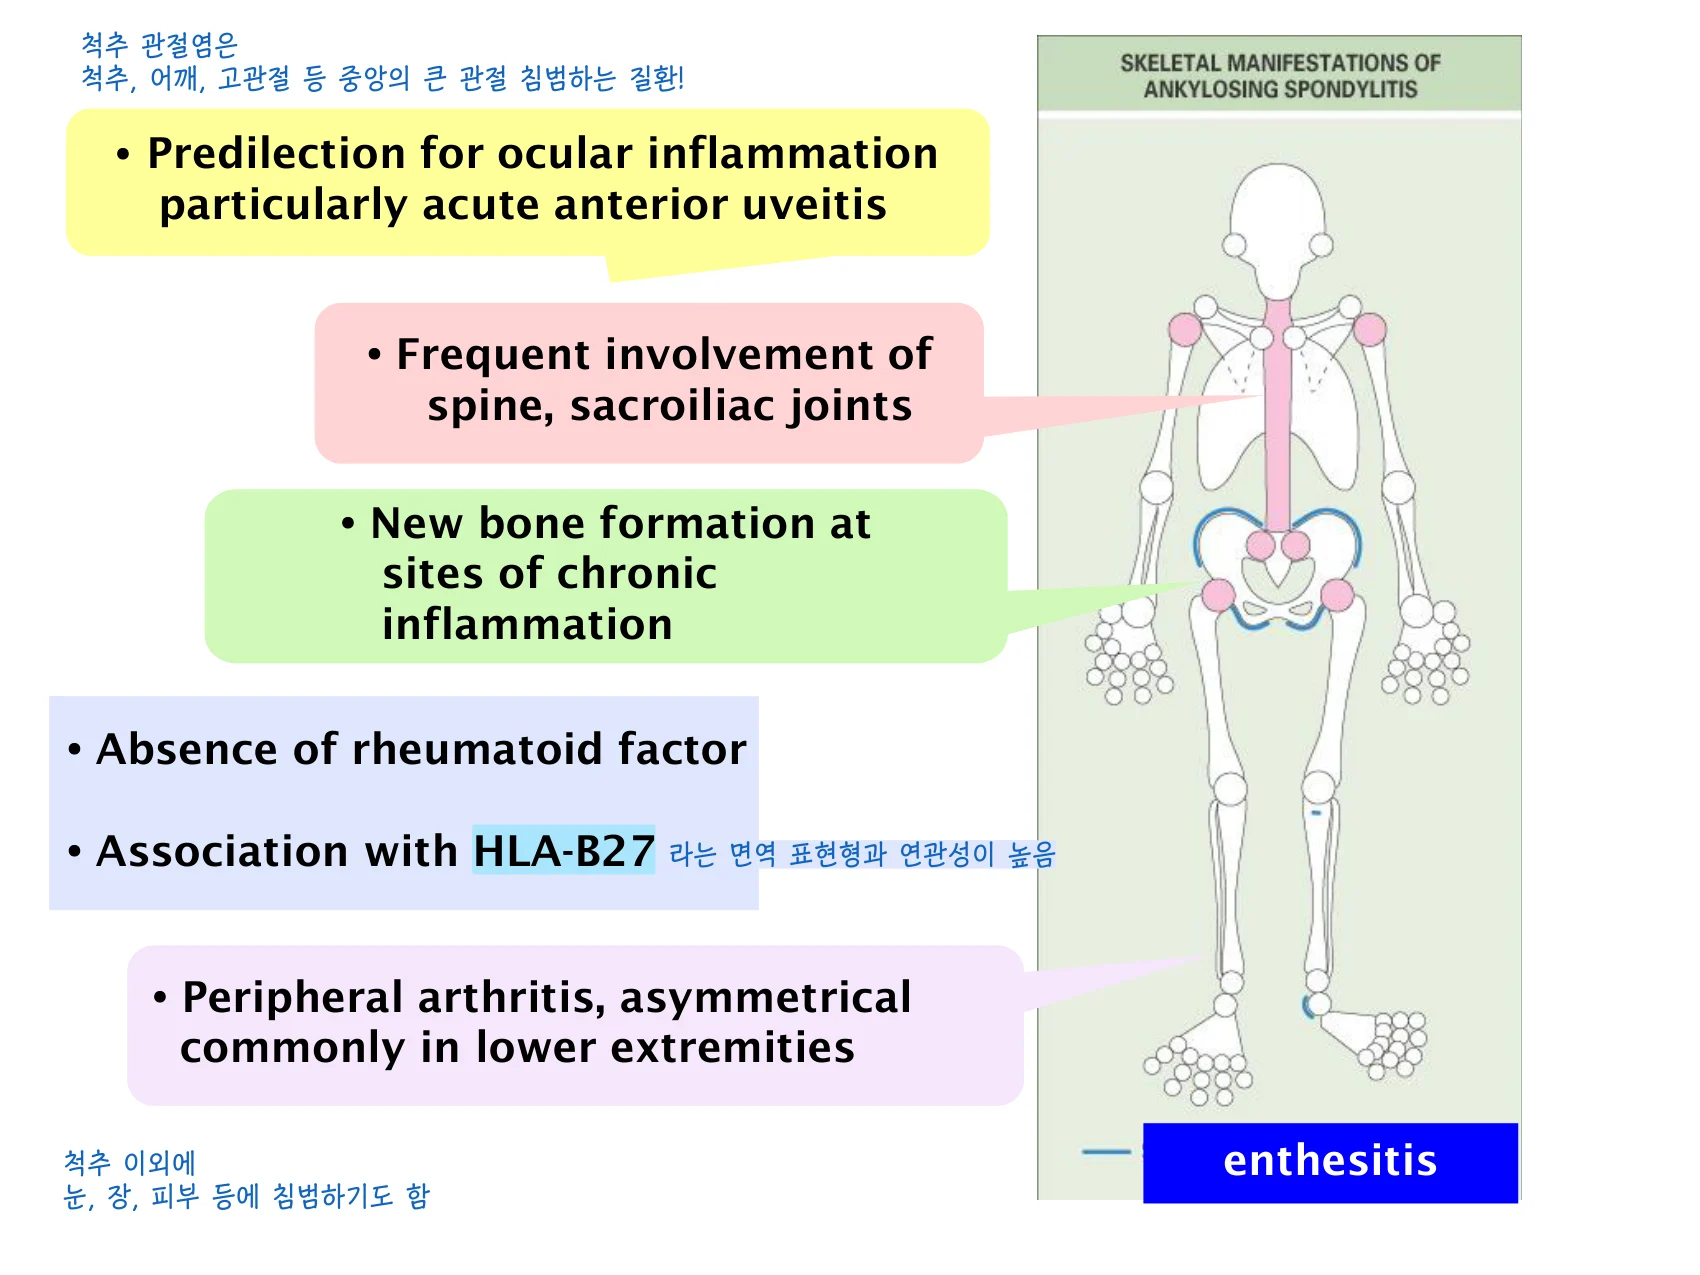 척추 관절염은
척추, 어깨, 고관절 등 중앙의 큰 관절 침범하는 질환!
• Predilection for ocular inflammation
particularly acute anterior uveitis
• Frequent involvement of
spine, sacroiliac joints
• New bone formation at
sites of chronic
inflammation
• Absence of rheumatoid factor
• Association with HLA-B27 라는 면역 표현형과 연관성이 높음
• Peripheral arthritis, asymmetrical
commonly in lower extremities
척추 이외에
눈, 장, 피부 등에 침범하기도 함
SKELETAL MANIFESTATIONS OF
ANKYLOSING SPONDYLITIS
enthesitis